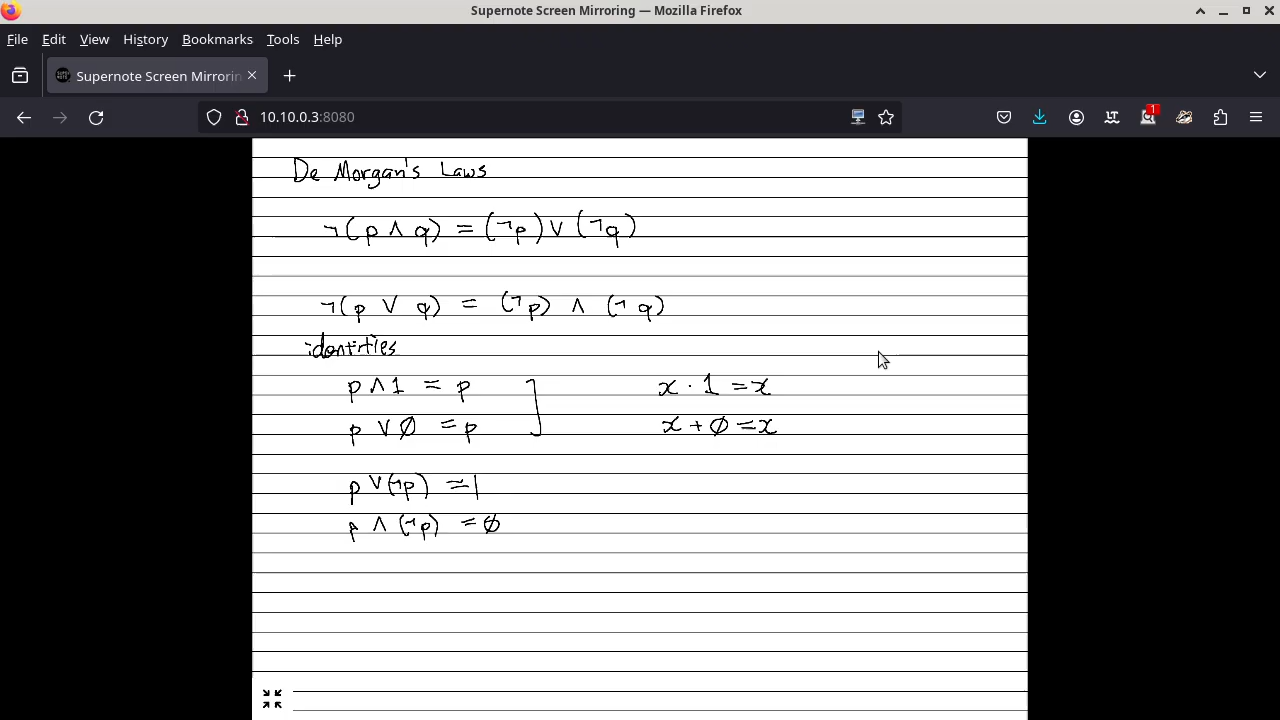 Supernote Screen Mirroring — Mozilla Firefox
File Edit View History Bookmarks Tools Help
Supernote Screen Mirrorin
10.10.0.3:8080
1
De Morgan's Laws
¬(p ∧ q) = (¬p) ∨ (¬q)
¬(p ∨ q) = (¬p) ∧ (¬q)
identities
p ∧ 1 = p ] x · 1 = x
p ∨ ∅ = p x + ∅ = x
p ∨ (¬p) = 1
p ∧ (¬p) = ∅